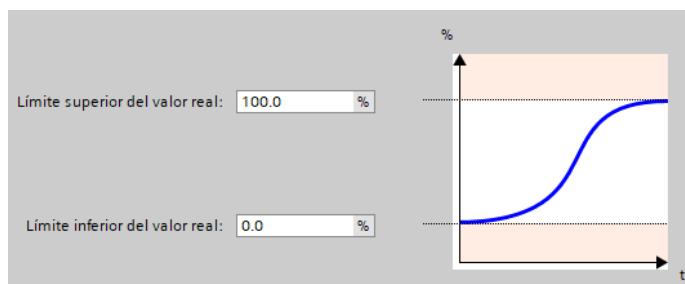 %
Límite superior del valor real: 100.0 %
Límite inferior del valor real: 0.0 %
t